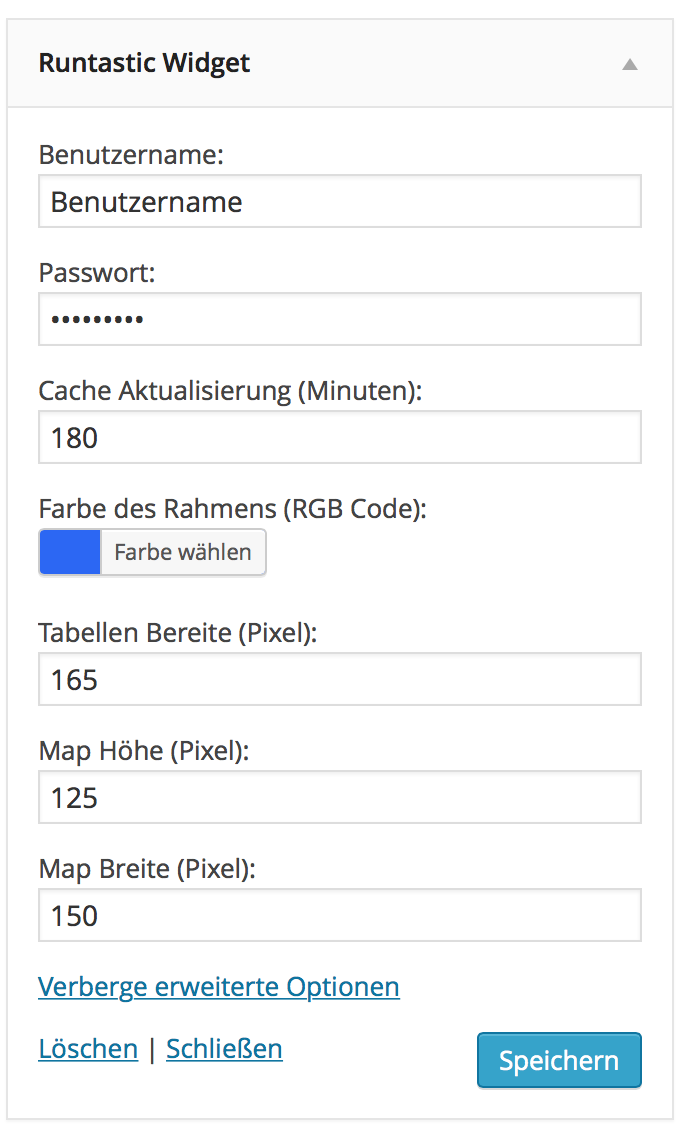 Runtastic Widget
Benutzername:
Benutzername
Passwort:
•••••••••
Cache Aktualisierung (Minuten):
180
Farbe des Rahmens (RGB Code):
Farbe wählen
Tabellen Bereite (Pixel):
165
Map Höhe (Pixel):
125
Map Breite (Pixel):
150
Verberge erweiterte Optionen
Löschen | Schließen
Speichern